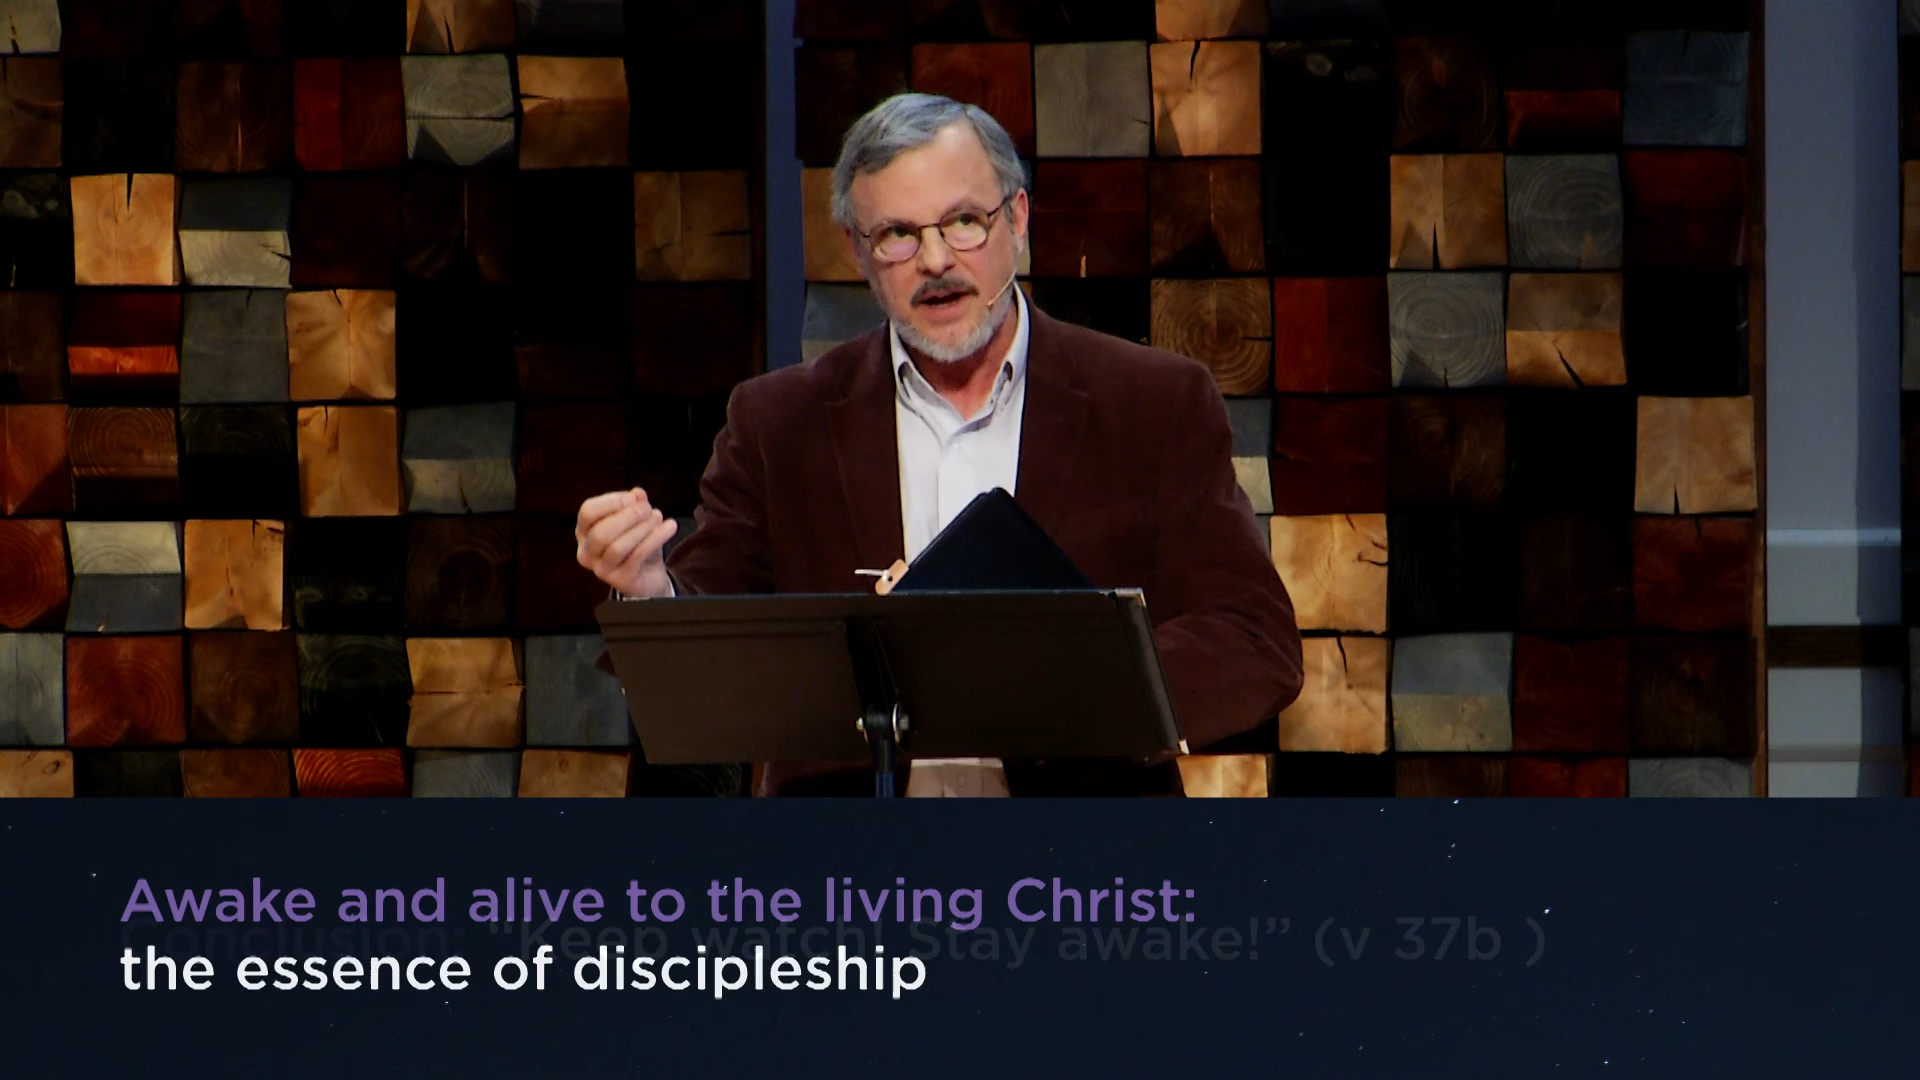 Awake and alive to the living Christ:
Conclusion: “Keep watch! Stay awake!” (v 37b )
the essence of discipleship